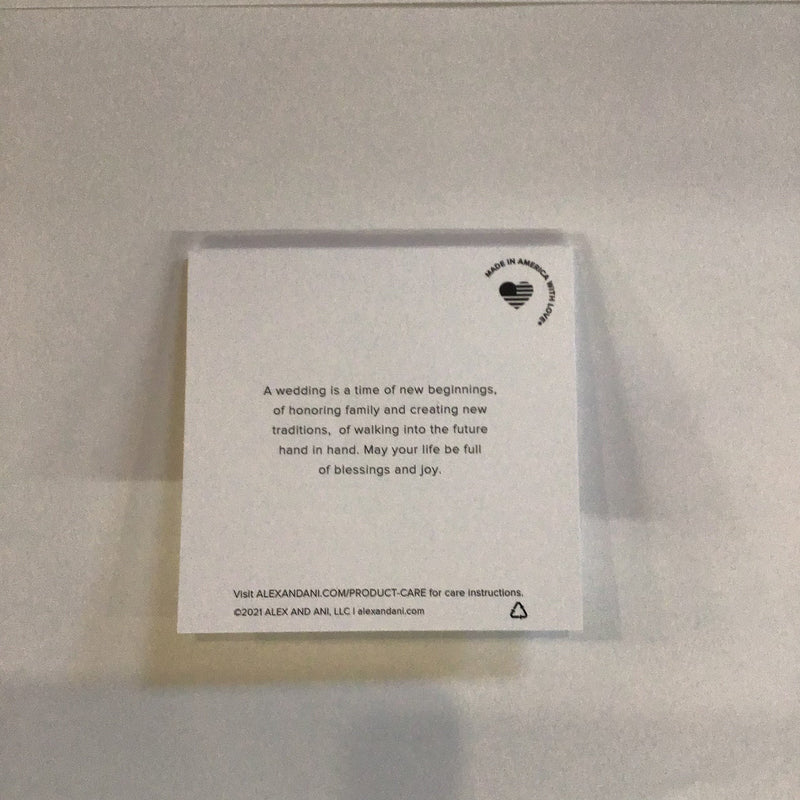 MADE IN AMERICA WITH LOVE®
A wedding is a time of new beginnings,
of honoring family and creating new
traditions, of walking into the future
hand in hand. May your life be full
of blessings and joy.
Visit ALEXANDANI.COM/PRODUCT-CARE for care instructions.
©2021 ALEX AND ANI, LLC | alexandani.com